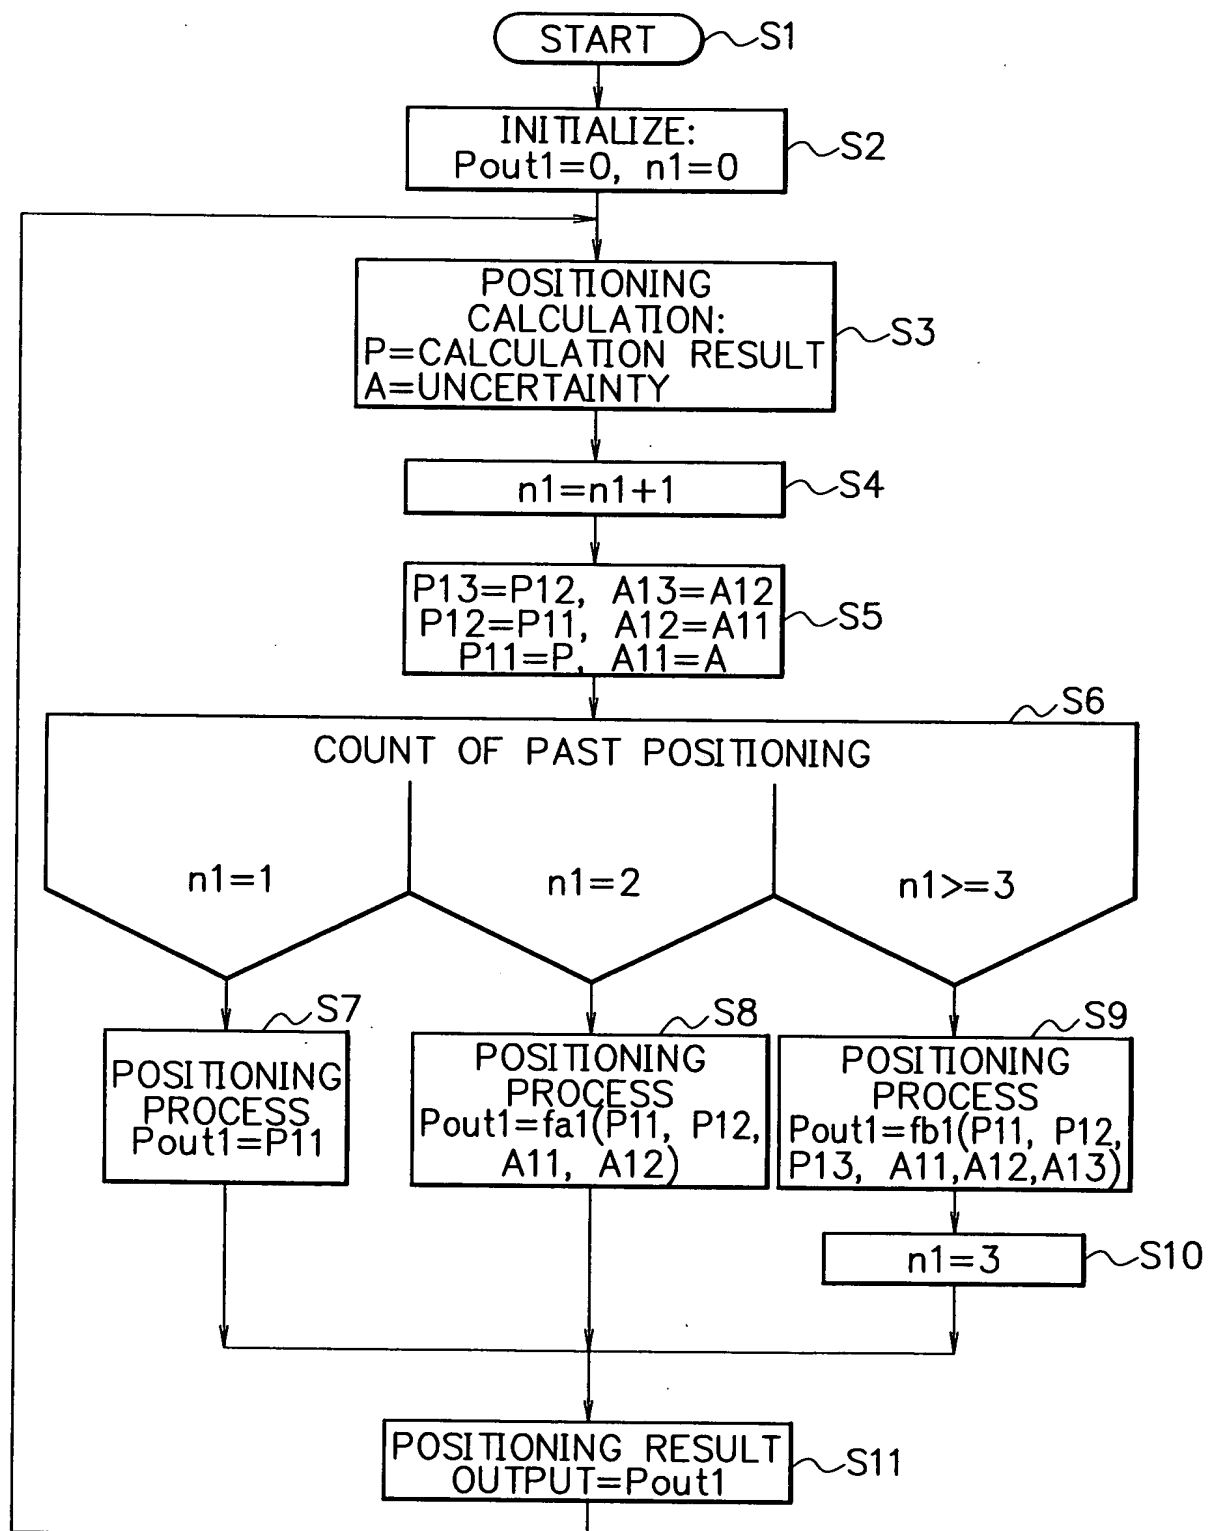 START
S1
INITIALIZE:
Pout1=0, n1=0
S2
POSITIONING
CALCULATION:
P=CALCULATION RESULT
A=UNCERTAINTY
S3
n1=n1+1
S4
P13=P12, A13=A12
P12=P11, A12=A11
P11=P, A11=A
S5
S6
COUNT OF PAST POSITIONING
n1=1
n1=2
n1>=3
S7
POSITIONING
PROCESS
Pout1=P11
S8
POSITIONING
PROCESS
Pout1=fa1(P11, P12,
A11, A12)
S9
POSITIONING
PROCESS
Pout1=fb1(P11, P12,
P13, A11,A12,A13)
n1=3
S10
POSITIONING RESULT
OUTPUT=Pout1
S11